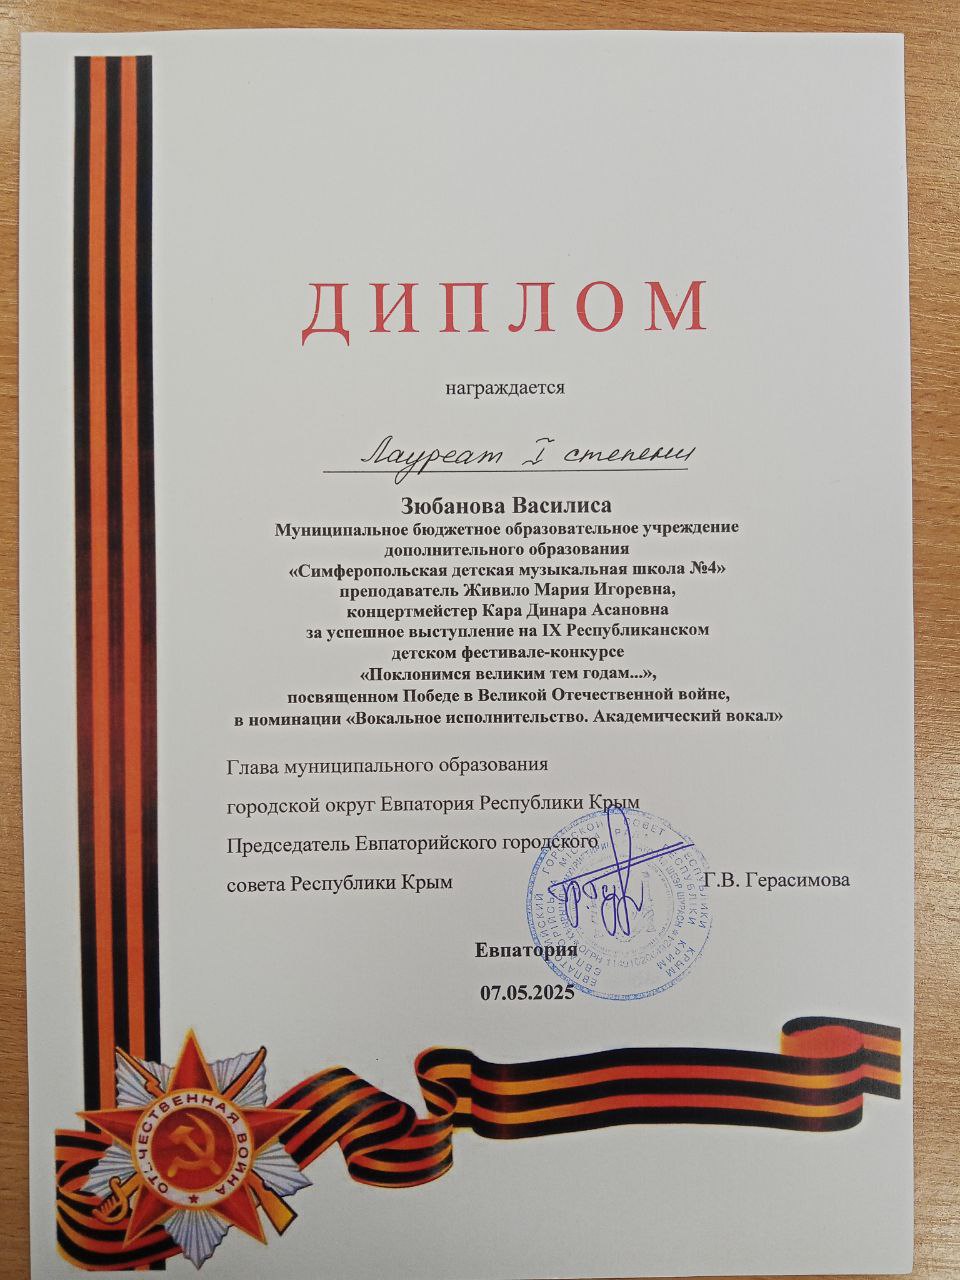 ДИПЛОМ
награждается
Лауреат I степени
Зюбанова Василиса
Муниципальное бюджетное образовательное учреждение
дополнительного образования
«Симферопольская детская музыкальная школа №4»
преподаватель Живило Мария Игоревна,
концертмейстер Кара Динара Асановна
за успешное выступление на IX Республиканском
детском фестивале-конкурсе
«Поклонимся великим тем годам...»,
посвященном Победе в Великой Отечественной войне,
в номинации «Вокальное исполнительство. Академический вокал»
Глава муниципального образования
городской округ Евпатория Республики Крым
Председатель Евпаторийского городского
совета Республики Крым
Г.В. Герасимова
Евпатория
07.05.2025
ОТЕЧЕСТВЕННАЯ ВОЙНА